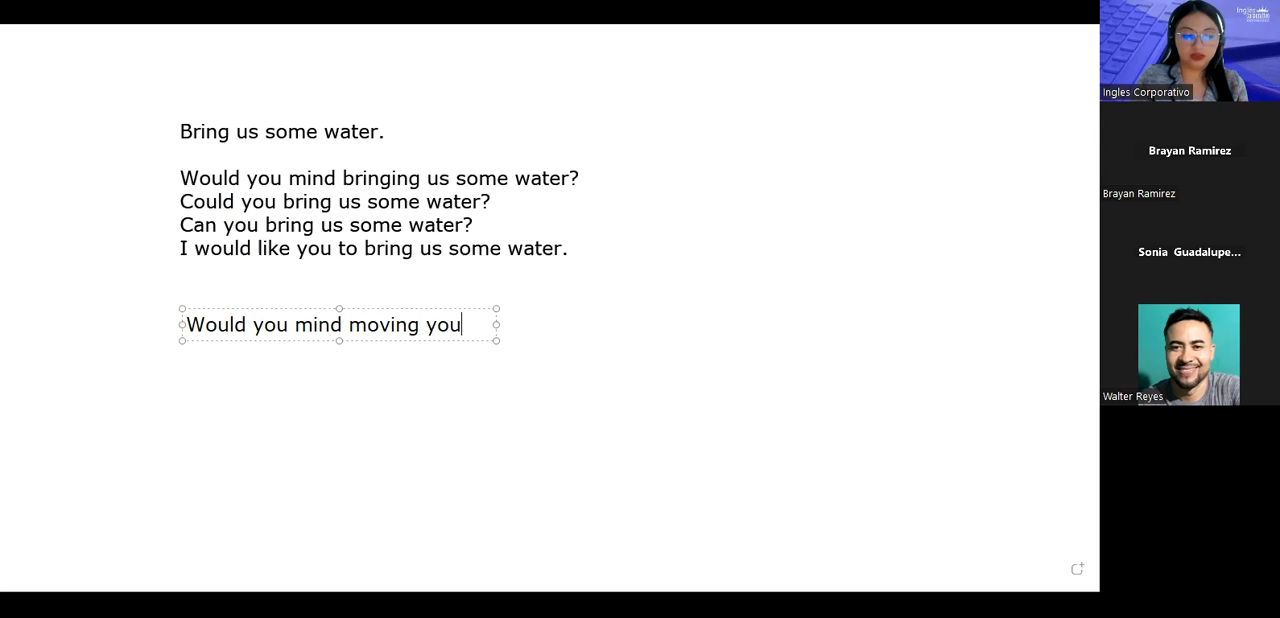 Bring us some water.
Would you mind bringing us some water?
Could you bring us some water?
Can you bring us some water?
I would like you to bring us some water.
Would you mind moving you
Ingles
Ingles Corporativo
Brayan Ramirez
Brayan Ramirez
Sonia Guadalupe...
Walter Reyes